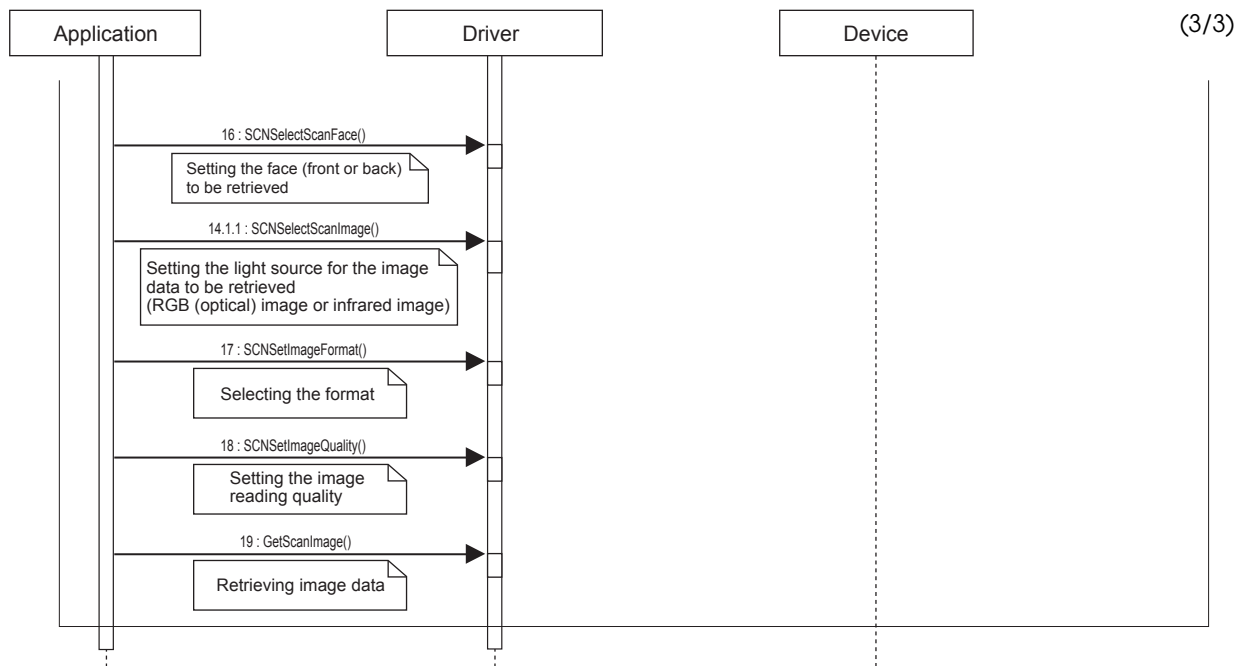 (3/3)
Application
Driver
Device
16 : SCNSelectScanFace()
Setting the face (front or back)
to be retrieved
14.1.1 : SCNSelectScanImage()
Setting the light source for the image
data to be retrieved
(RGB (optical) image or infrared image)
17 : SCNSetImageFormat()
Selecting the format
18 : SCNSetImageQuality()
Setting the image
reading quality
19 : GetScanImage()
Retrieving image data